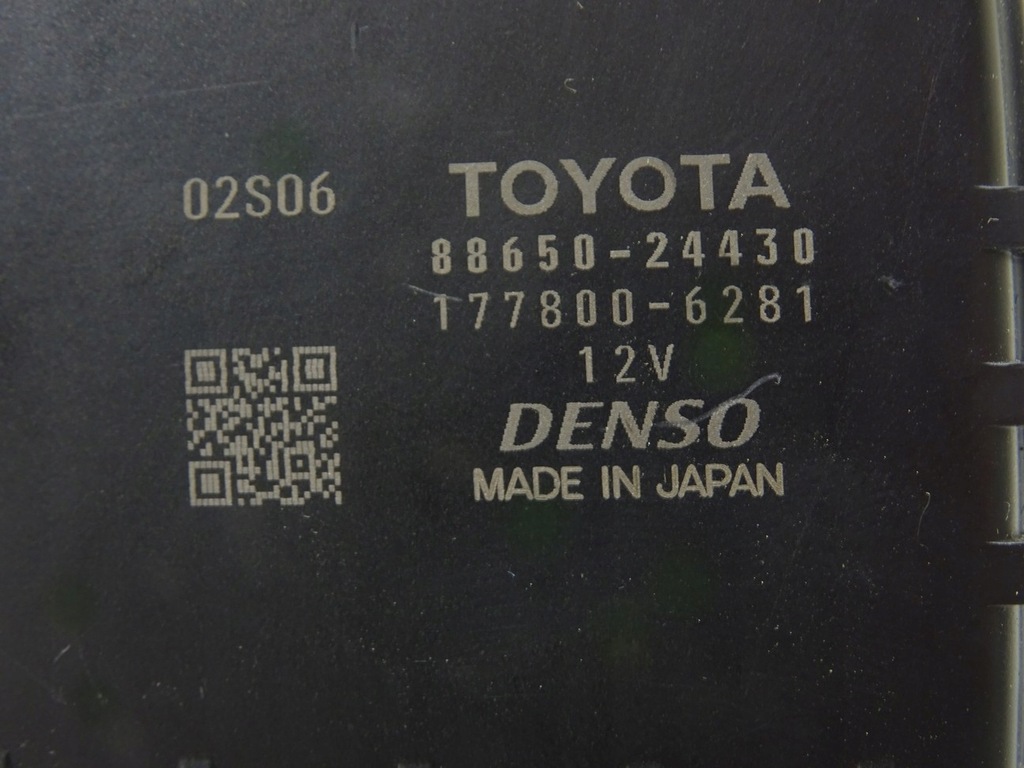 02S06
TOYOTA
88650-24430
177800-6281
12V
DENSO
MADE IN JAPAN